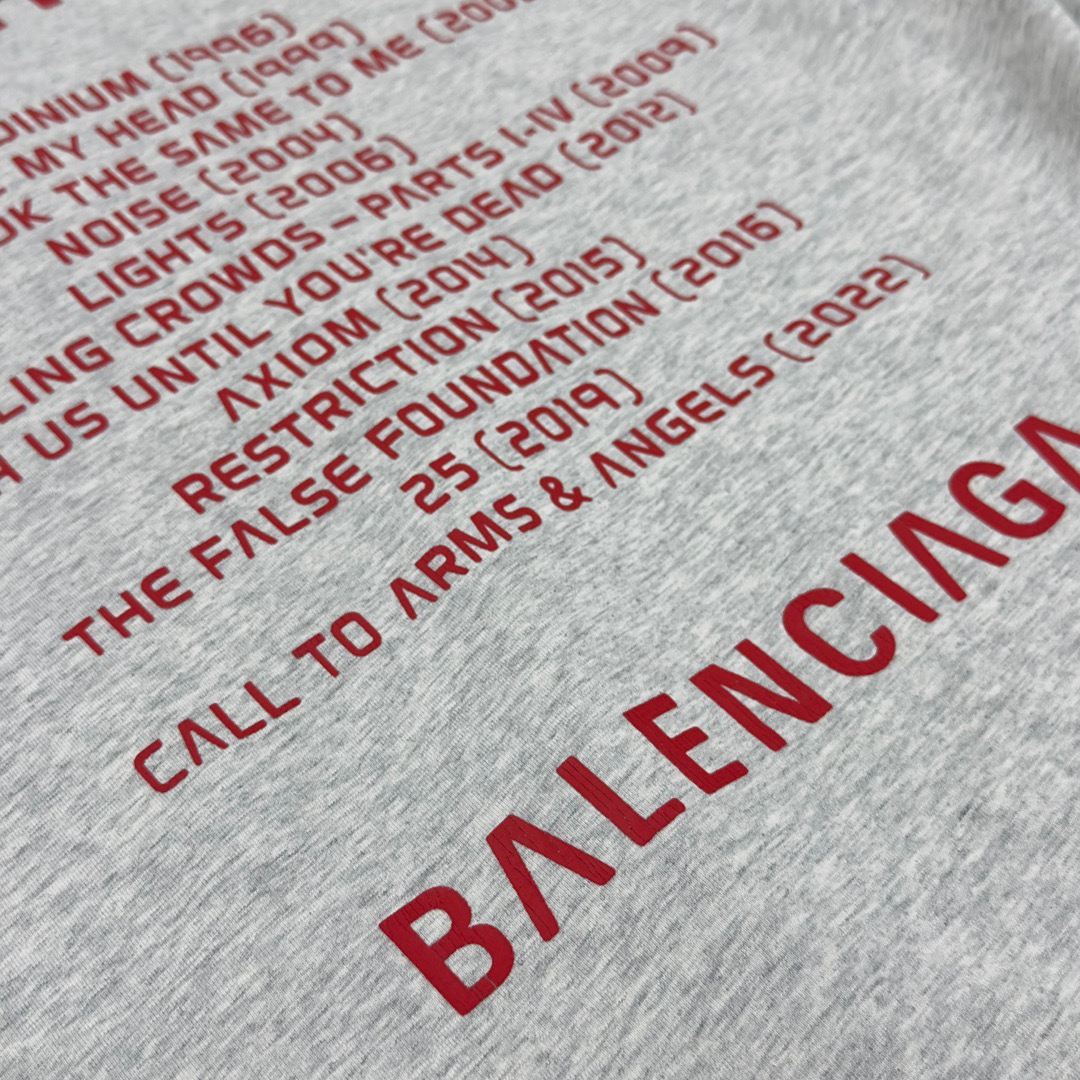 DINIUM (1996)
MY HEAD (1999)
THE SAME TO ME
NOISE (2004)
LIGHTS (2006)
LING CROWDS – PARTS I-IV (2009)
US UNTIL YOU'RE DEAD (2012)
AXIOM (2014)
RESTRICTION (2015)
THE FALSE FOUNDATION (2016)
25 (2019)
CALL TO ARMS & ANGELS (2022)
BALENCIAGA